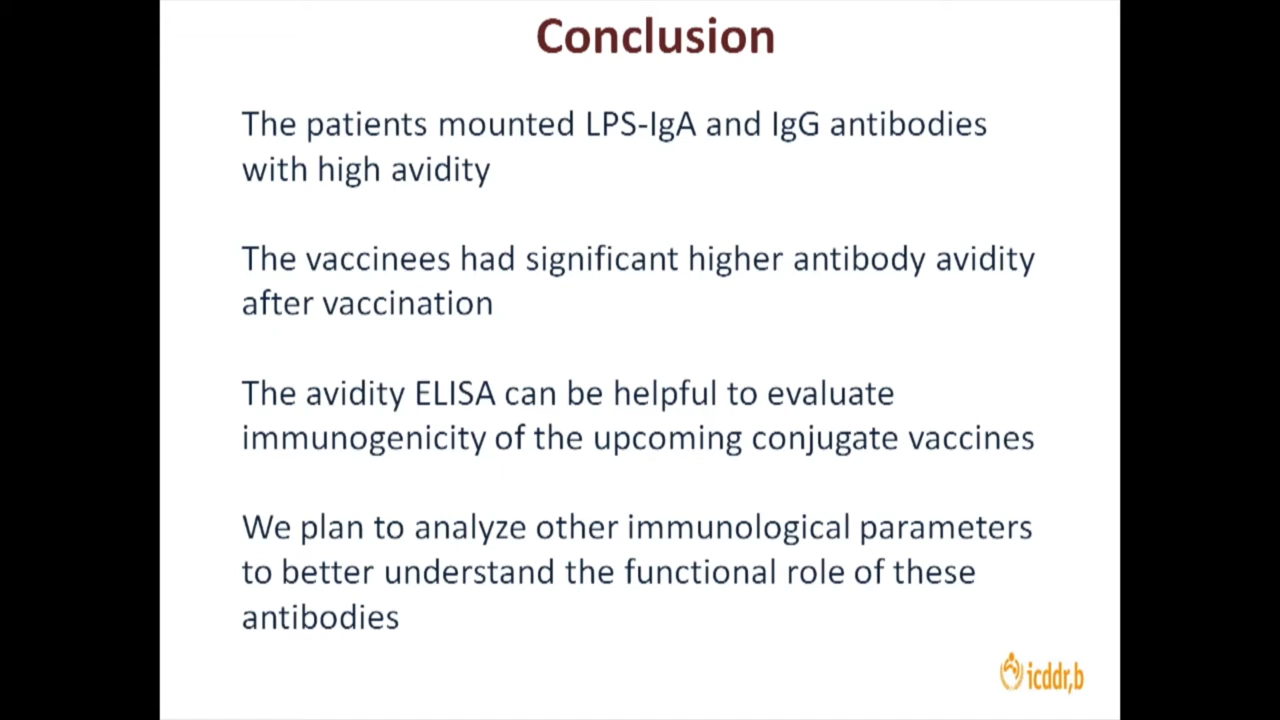 Conclusion
The patients mounted LPS-IgA and IgG antibodies
with high avidity
The vaccinees had significant higher antibody avidity
after vaccination
The avidity ELISA can be helpful to evaluate
immunogenicity of the upcoming conjugate vaccines
We plan to analyze other immunological parameters
to better understand the functional role of these
antibodies
icddr,b